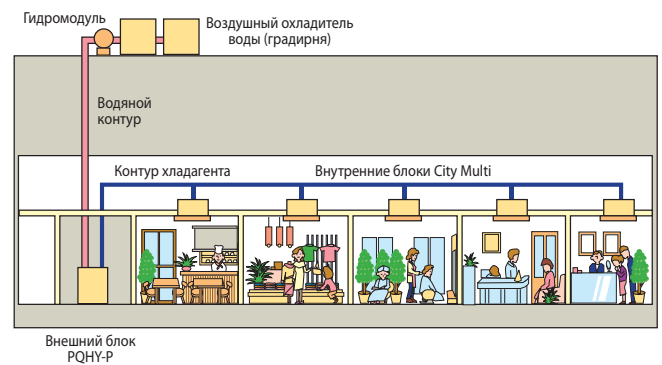 Гидромодуль
Воздушный охладитель
воды (градирня)
Водяной
контур
Контур хладагента
Внутренние блоки City Multi
Внешний блок
PQHY-P